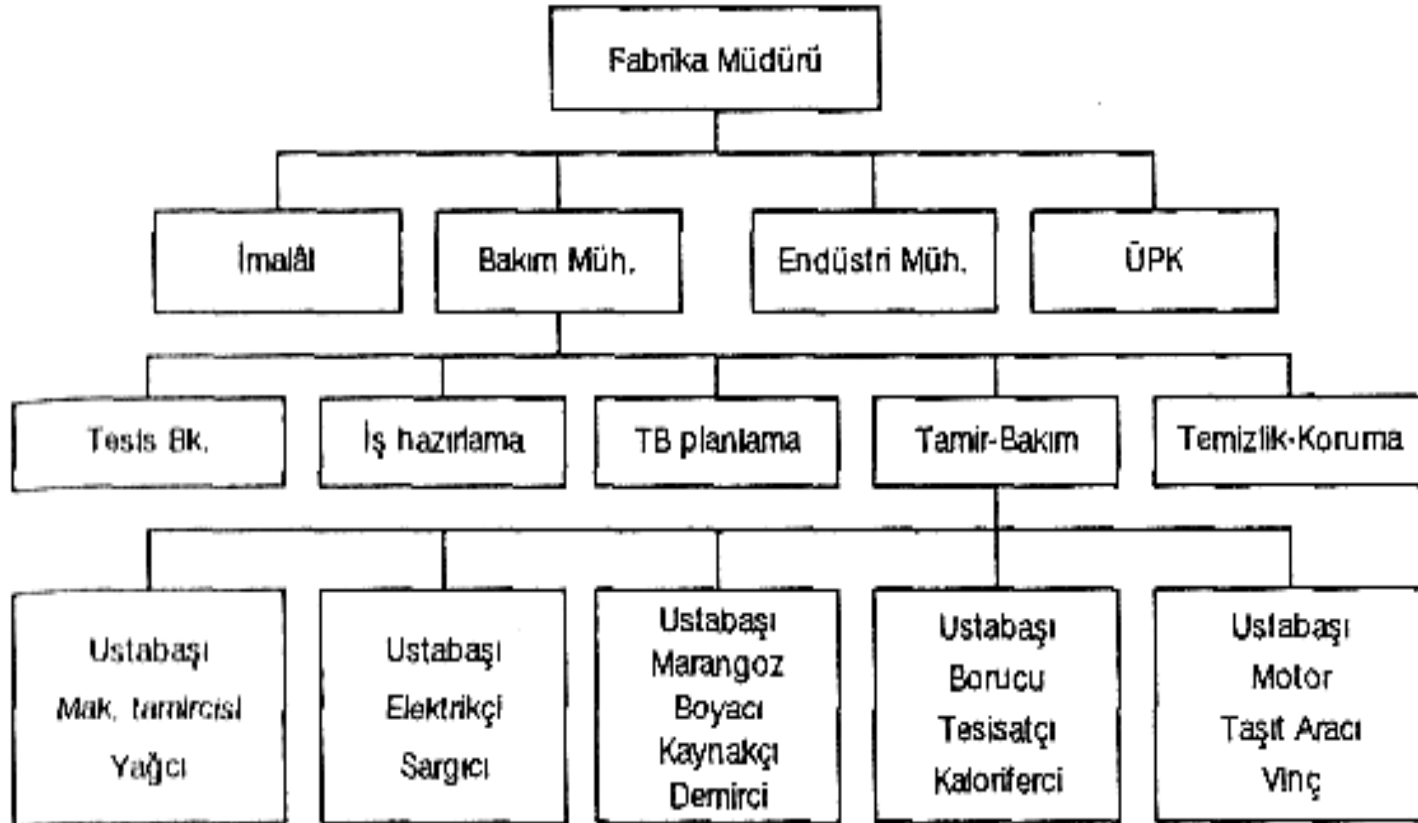 Fabrika Müdürü
İmalât
Bakım Müh.
Endüstri Müh.
ÜPK
Tesis Bk.
İş hazırlama
TB planlama
Tamir-Bakım
Temizlik-Koruma
Ustabaşı
Mak. tamircisi
Yağcı
Ustabaşı
Elektrikçi
Sargıcı
Ustabaşı
Marangoz
Boyacı
Kaynakçı
Demirci
Ustabaşı
Borucu
Tesisatçı
Kaloriferci
Ustabaşı
Motor
Taşıt Aracı
Vinç